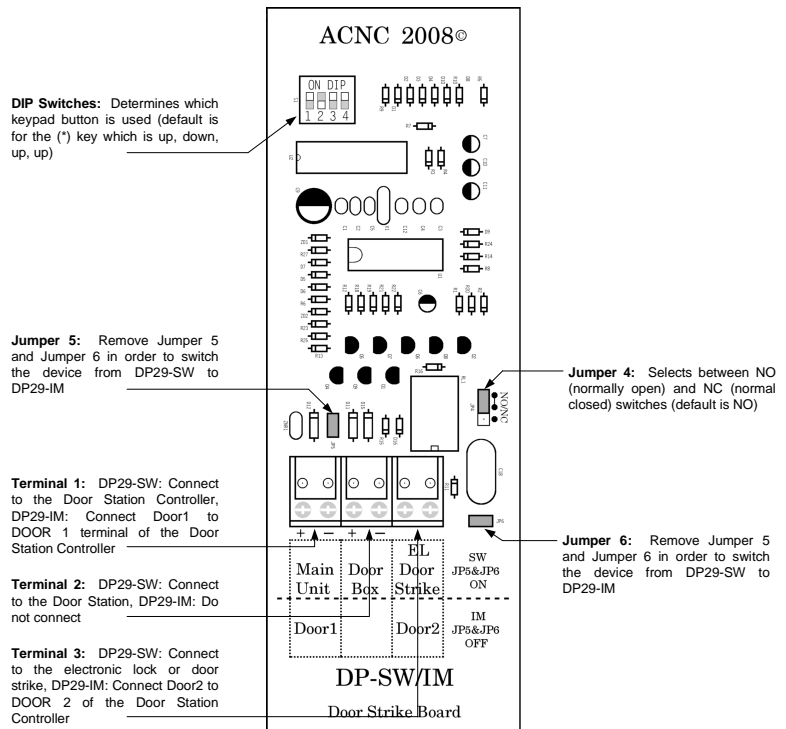 ACNC 2008©
DIP Switches: Determines which
keypad button is used (default is
for the (*) key which is up, down,
up, up)
ON DIP
1 2 3 4
Jumper 5: Remove Jumper 5
and Jumper 6 in order to switch
the device from DP29-SW to
DP29-IM
Jumper 4: Selects between NO
(normally open) and NC (normal
closed) switches (default is NO)
NO/NC
JP4
JP5
JP6
Terminal 1: DP29-SW: Connect
to the Door Station Controller,
DP29-IM: Connect Door1 to
DOOR 1 terminal of the Door
Station Controller
Terminal 2: DP29-SW: Connect
to the Door Station, DP29-IM: Do
not connect
Terminal 3: DP29-SW: Connect
to the electronic lock or door
strike, DP29-IM: Connect Door2 to
DOOR 2 of the Door Station
Controller
Jumper 6: Remove Jumper 5
and Jumper 6 in order to switch
the device from DP29-SW to
DP29-IM
+ − + −
Main
Unit
Door
Box
EL
Door
Strike
SW
JP5&JP6
ON
Door1
Door2
IM
JP5&JP6
OFF
DP-SW/IM
Door Strike Board